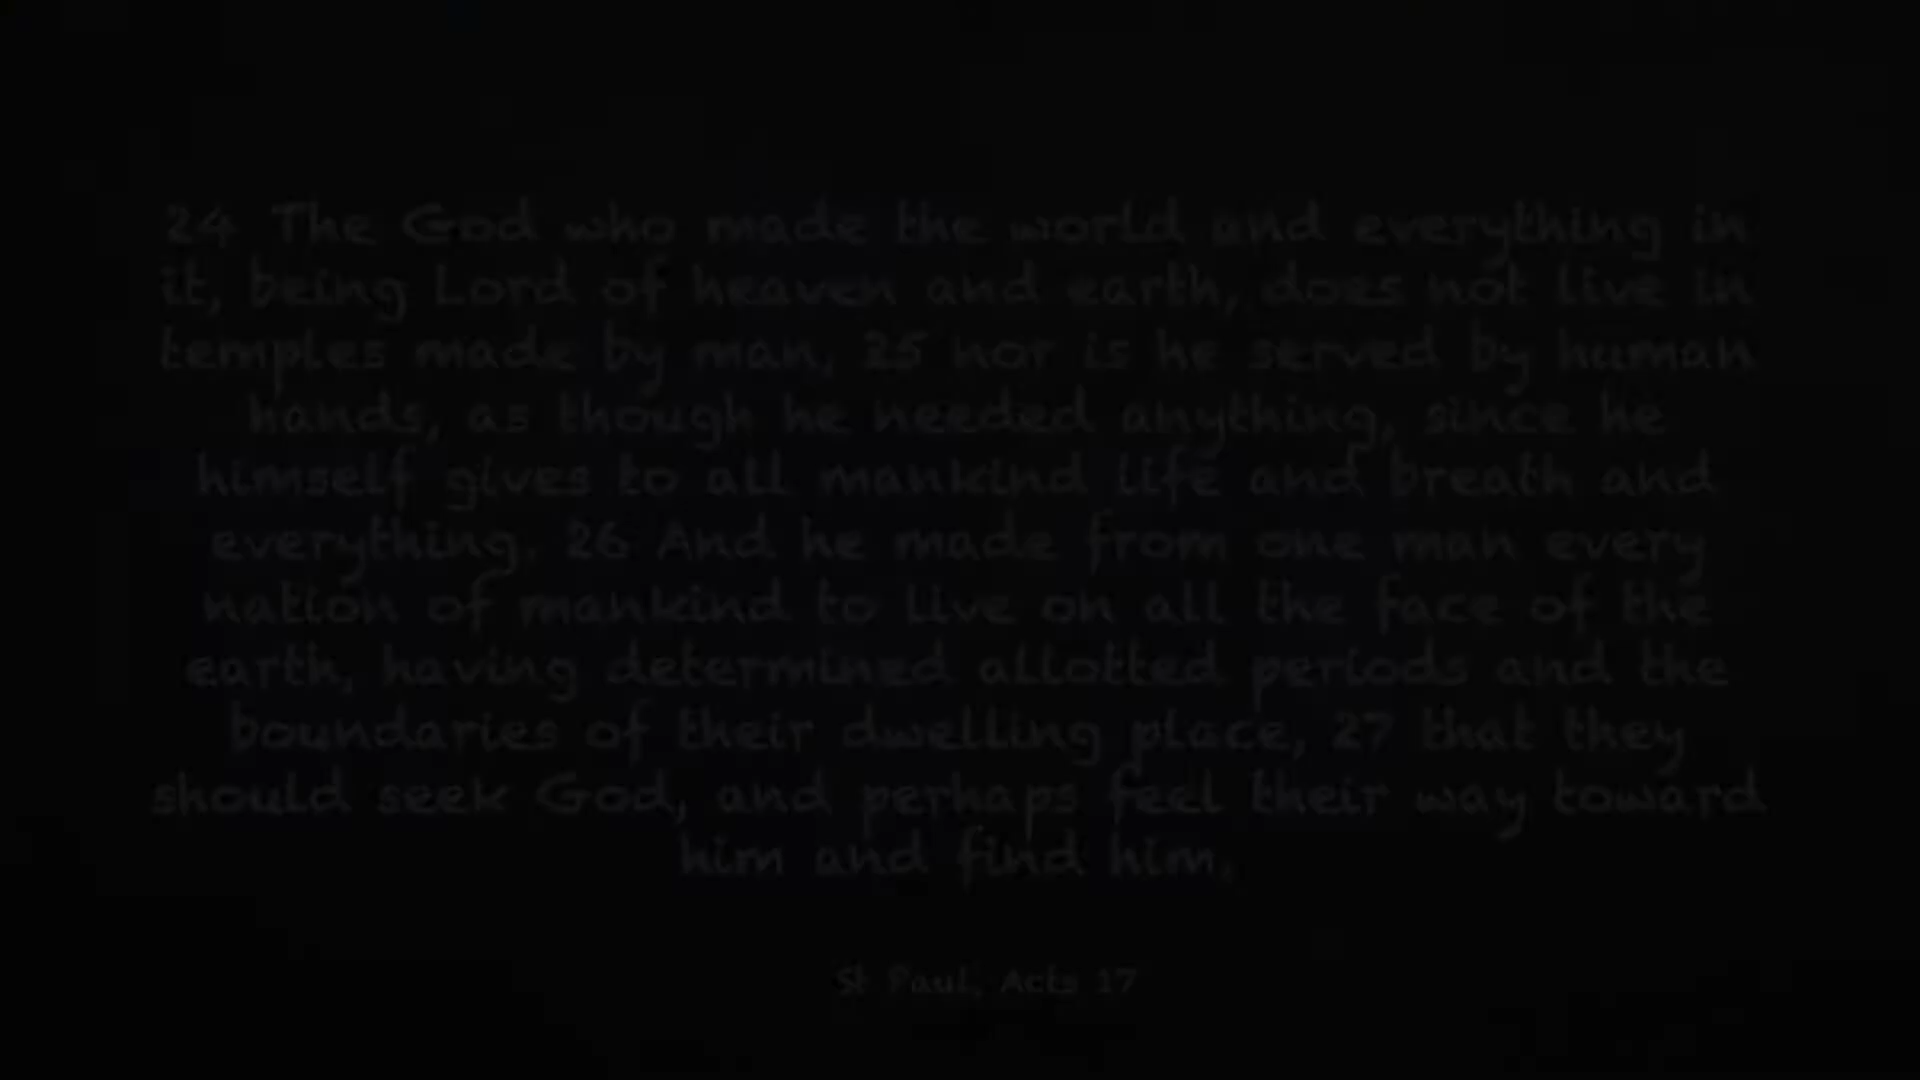 24 The God who made the world and everything in
it, being Lord of heaven and earth, does not live in
temples made by man, 25 nor is he served by human
hands, as though he needed anything, since he
himself gives to all mankind life and breath and
everything. 26 And he made from one man every
nation of mankind to live on all the face of the
earth, having determined allotted periods and the
boundaries of their dwelling place, 27 that they
should seek God, and perhaps feel their way toward
him and find him.
St Paul, Acts 17